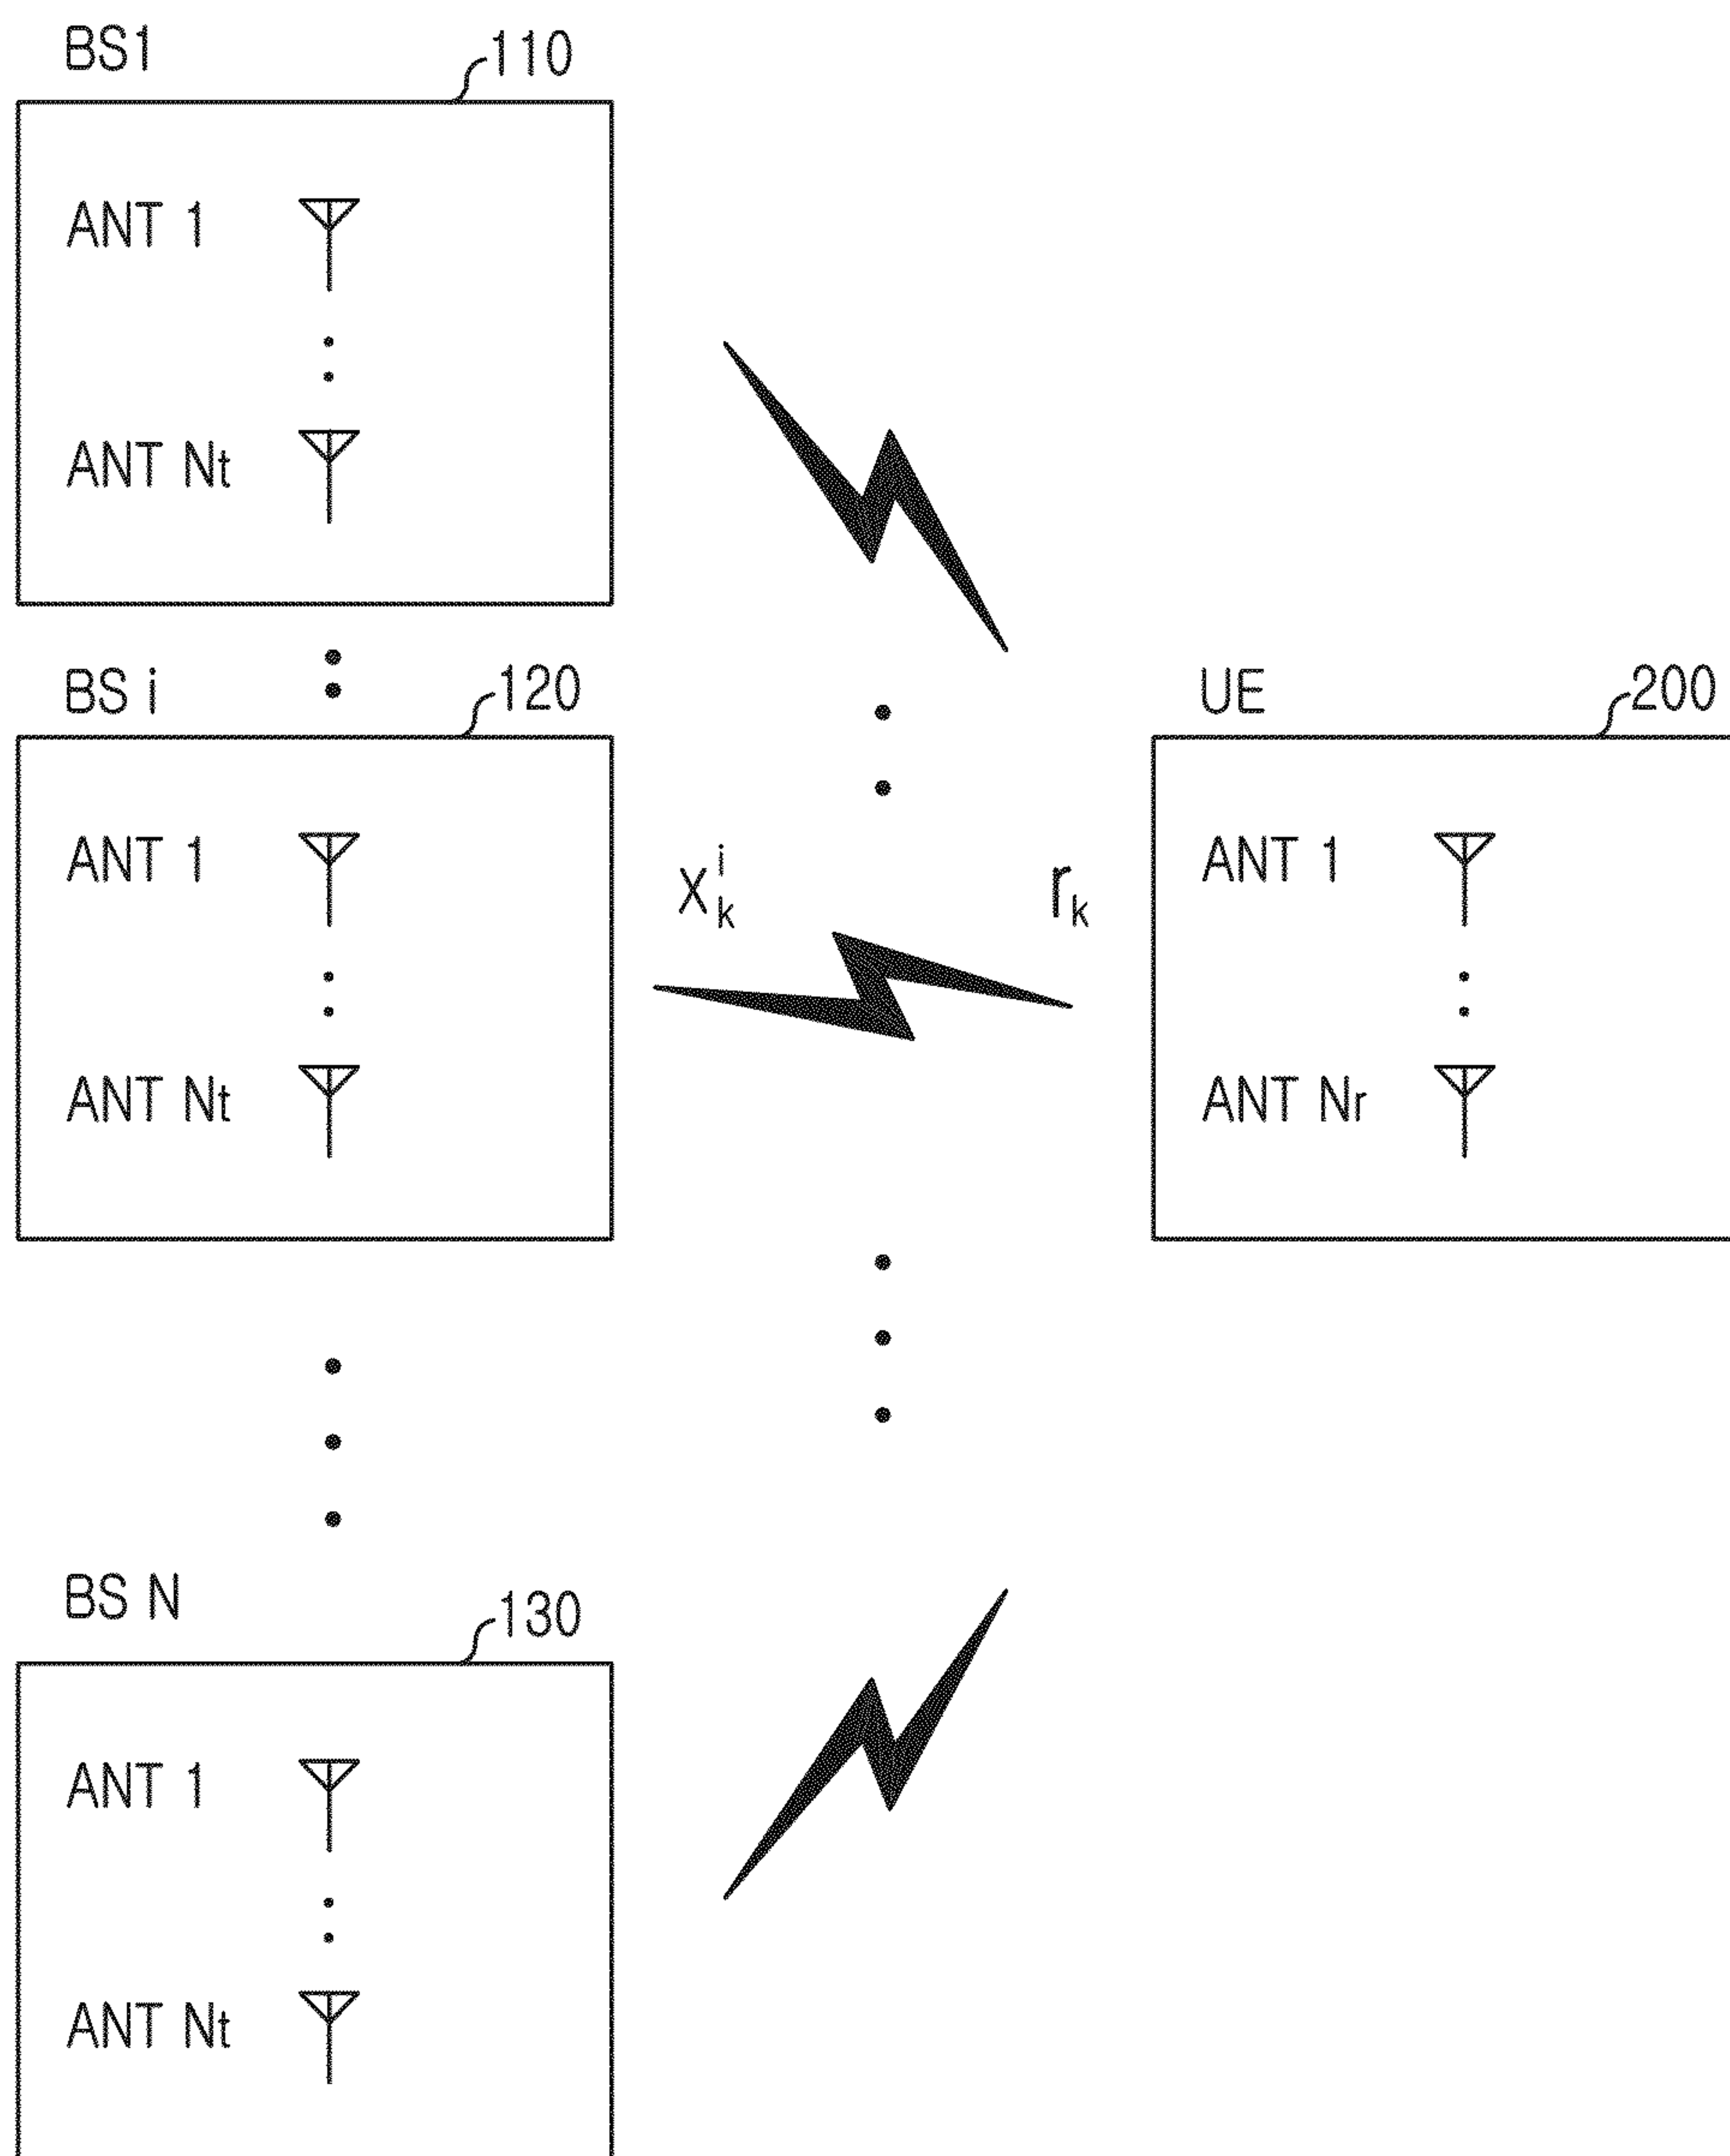 BS1
110
ANT 1
ANT Nt
BS i
120
ANT 1
ANT Nt
x_k^i
r_k
UE
200
ANT 1
ANT Nr
BS N
130
ANT 1
ANT Nt